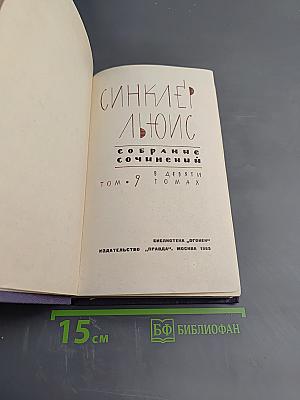 СИНКЛЕР
ЛЬЮИС
СОБРАНИЕ
СОЧИНЕНИЙ
В ДЕВЯТИ
ТОМ • 9 ТОМАХ
БИБЛИОТЕКА „ОГОНЕК“
ИЗДАТЕЛЬСТВО „ПРАВДА“. МОСКВА 1965
15 см
БФ БИБЛИОФАН